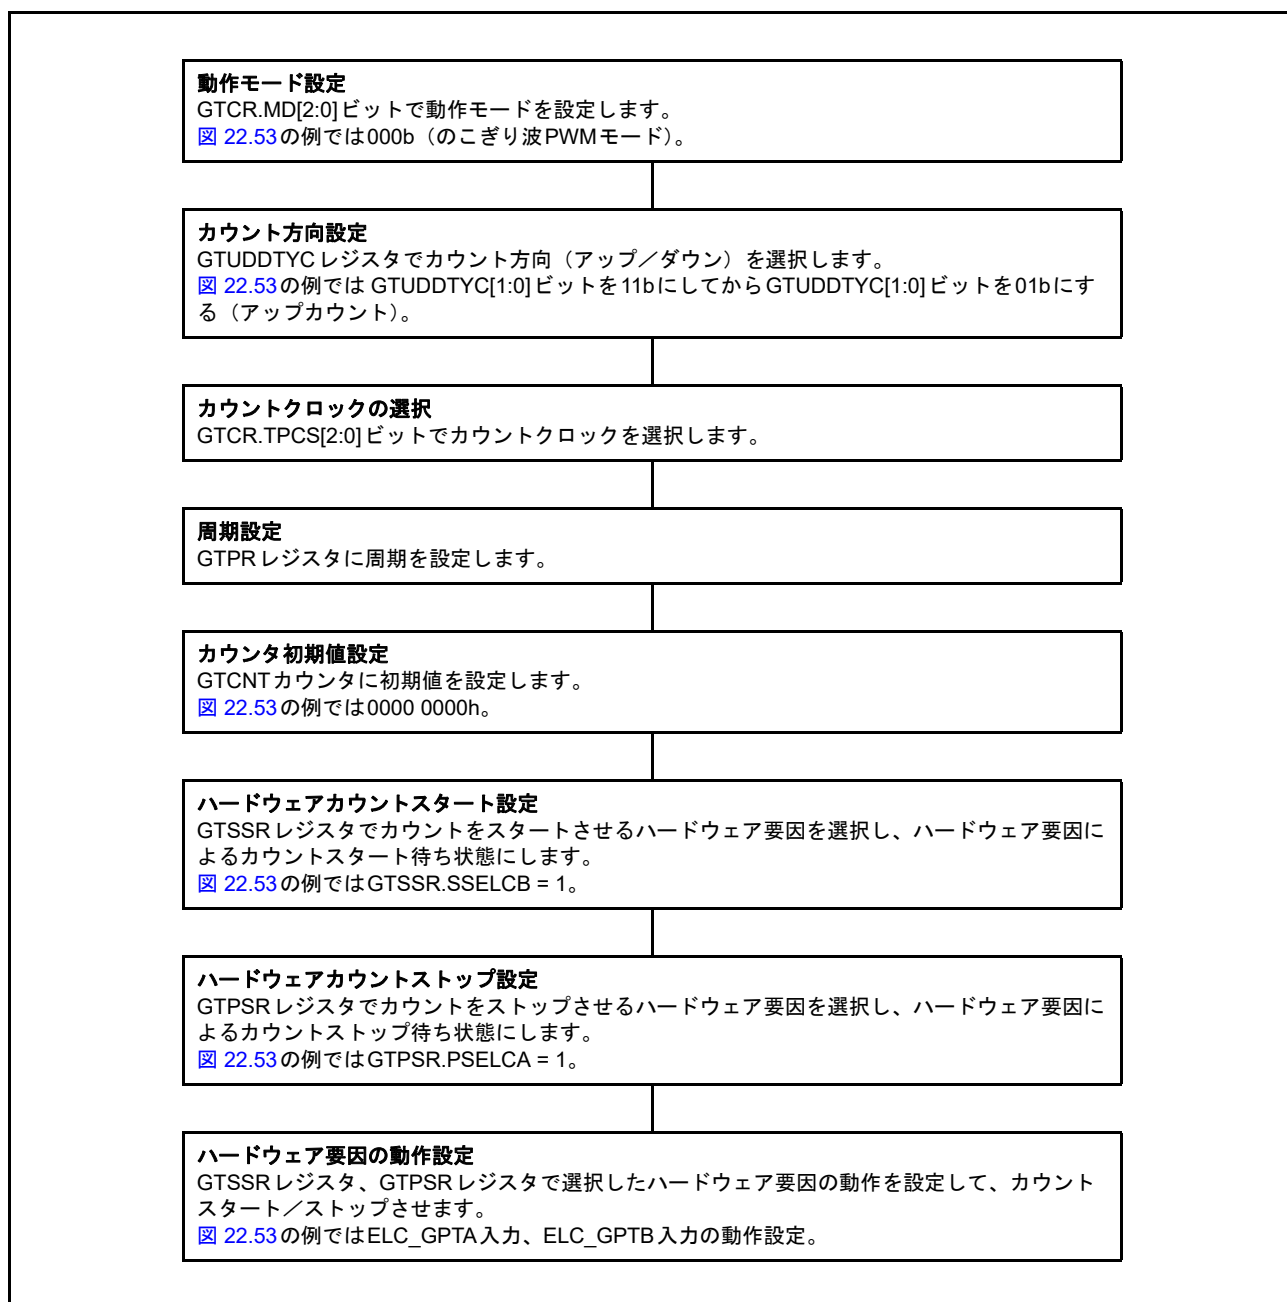 動作モード設定
GTCR.MD[2:0]ビットで動作モードを設定します。
図 22.53の例では000b（のこぎり波PWMモード）。
カウント方向設定
GTUDDTYCレジスタでカウント方向（アップ／ダウン）を選択します。
図 22.53の例では GTUDDTYC[1:0]ビットを11bにしてからGTUDDTYC[1:0]ビットを01bにす
る（アップカウント）。
カウントクロックの選択
GTCR.TPCS[2:0]ビットでカウントクロックを選択します。
周期設定
GTPRレジスタに周期を設定します。
カウンタ初期値設定
GTCNTカウンタに初期値を設定します。
図 22.53の例では0000 0000h。
ハードウェアカウントスタート設定
GTSSRレジスタでカウントをスタートさせるハードウェア要因を選択し、ハードウェア要因に
よるカウントスタート待ち状態にします。
図 22.53の例ではGTSSR.SSELCB = 1。
ハードウェアカウントストップ設定
GTPSRレジスタでカウントをストップさせるハードウェア要因を選択し、ハードウェア要因に
よるカウントストップ待ち状態にします。
図 22.53の例ではGTPSR.PSELCA = 1。
ハードウェア要因の動作設定
GTSSRレジスタ、GTPSRレジスタで選択したハードウェア要因の動作を設定して、カウント
スタート／ストップさせます。
図 22.53の例ではELC_GPTA入力、ELC_GPTB入力の動作設定。